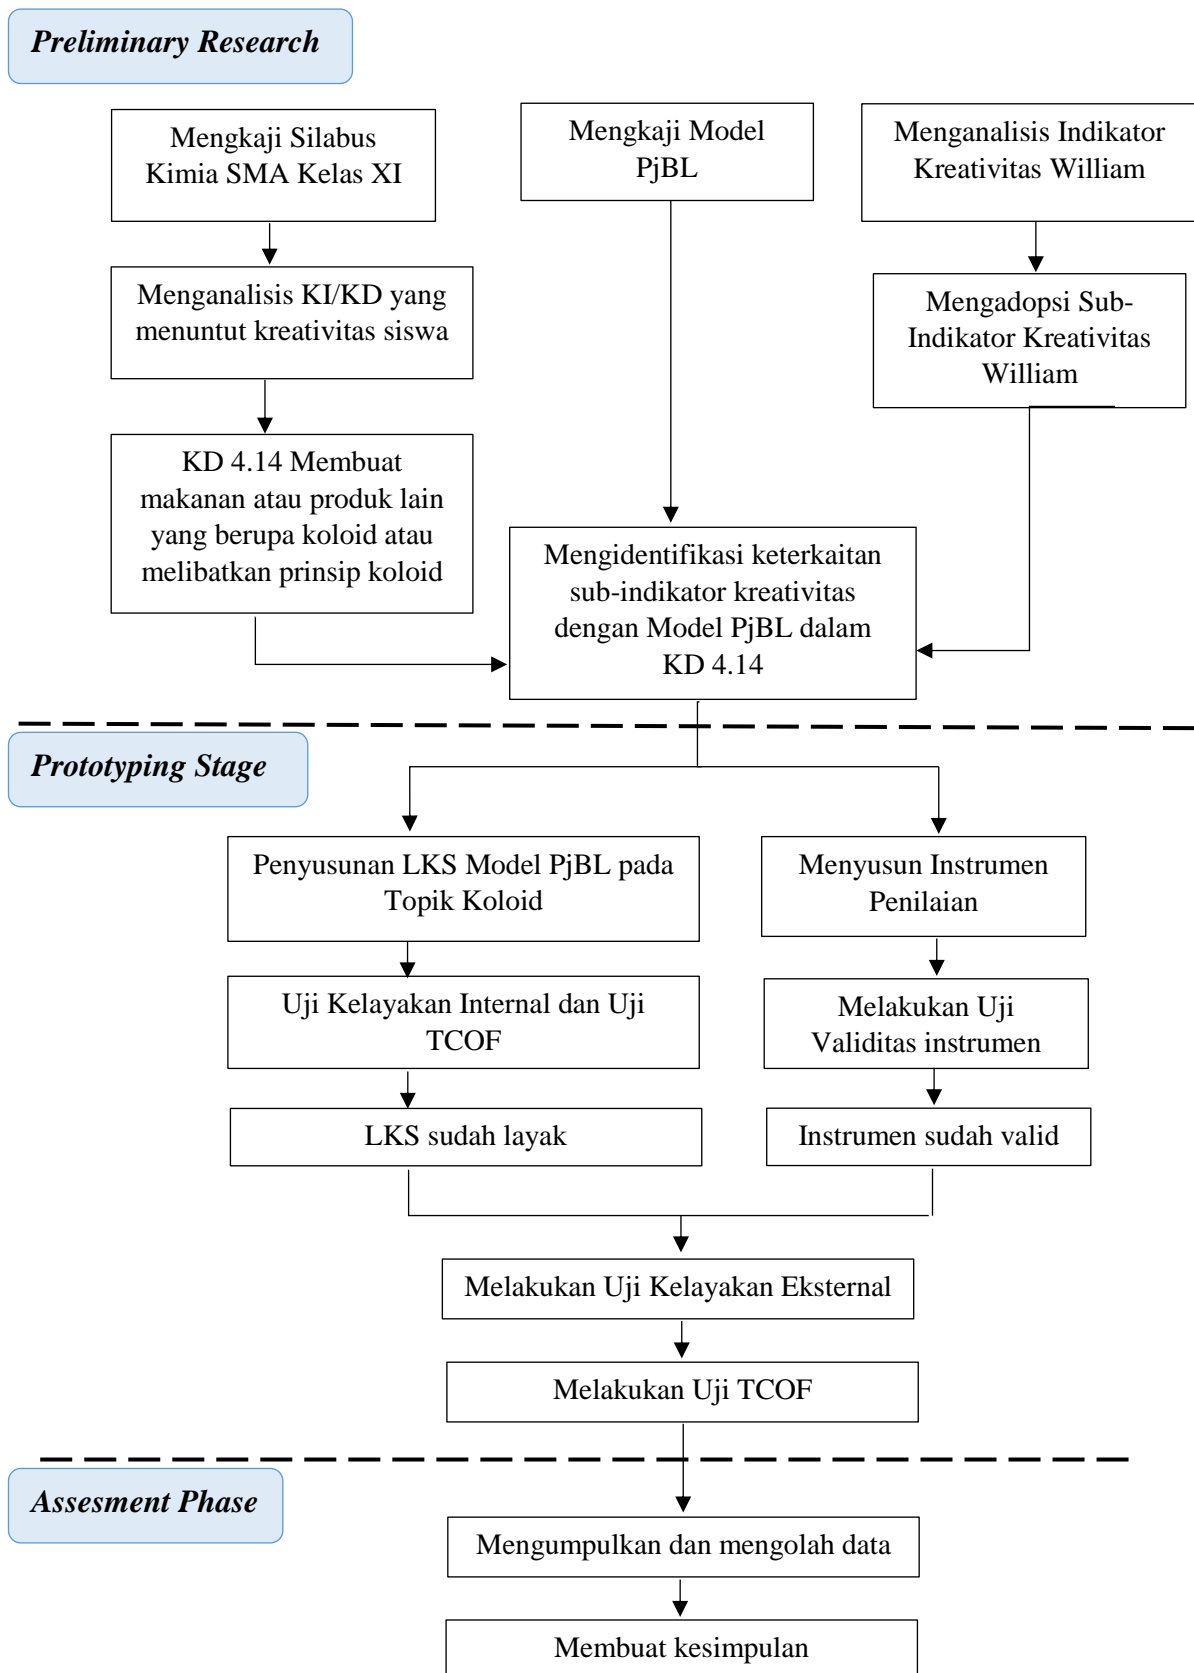 Preliminary Research
Mengkaji Silabus
Kimia SMA Kelas XI
Mengkaji Model
PjBL
Menganalisis Indikator
Kreativitas William
Menganalisis KI/KD yang
menuntut kreativitas siswa
Mengadopsi Sub-
Indikator Kreativitas
William
KD 4.14 Membuat
makanan atau produk lain
yang berupa koloid atau
melibatkan prinsip koloid
Mengidentifikasi keterkaitan
sub-indikator kreativitas
dengan Model PjBL dalam
KD 4.14
Prototyping Stage
Penyusunan LKS Model PjBL pada
Topik Koloid
Menyusun Instrumen
Penilaian
Uji Kelayakan Internal dan Uji
TCOF
Melakukan Uji
Validitas instrumen
LKS sudah layak
Instrumen sudah valid
Melakukan Uji Kelayakan Eksternal
Melakukan Uji TCOF
Assesment Phase
Mengumpulkan dan mengolah data
Membuat kesimpulan